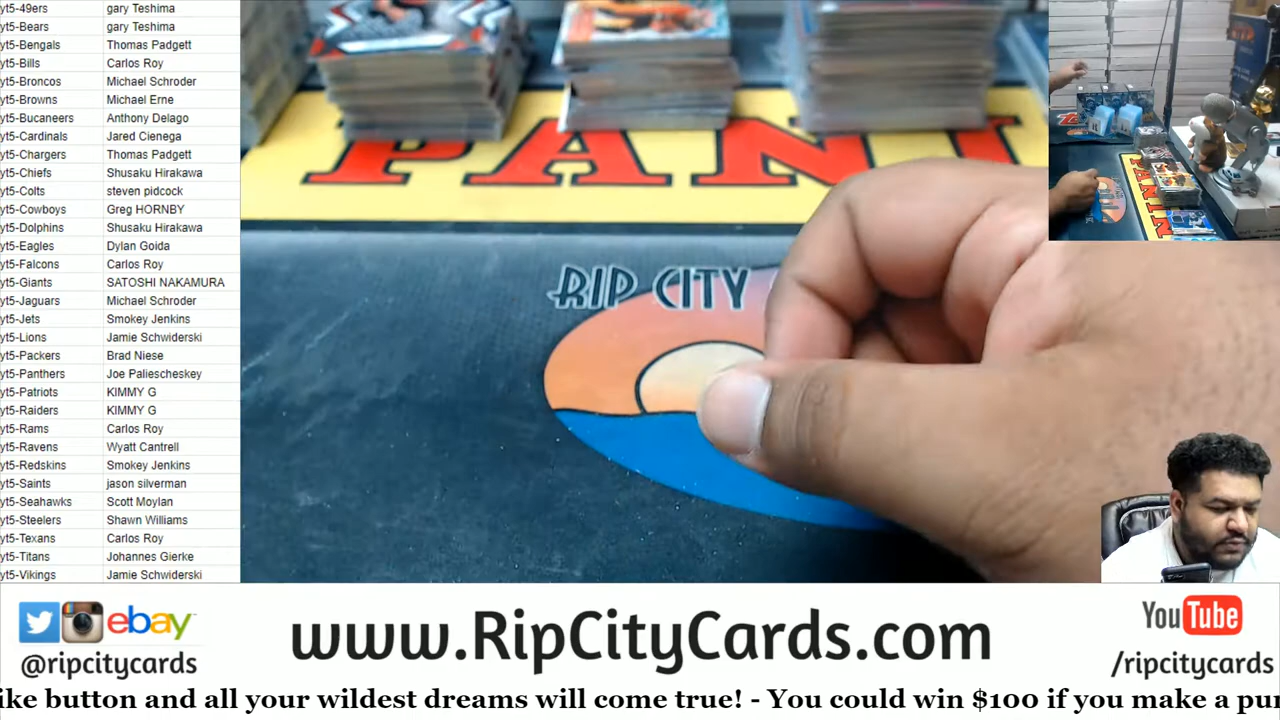 yt5-49ers gary Teshima
yt5-Bears gary Teshima
yt5-Bengals Thomas Padgett
yt5-Bills Carlos Roy
yt5-Broncos Michael Schroder
yt5-Browns Michael Erne
yt5-Bucaneers Anthony Delago
yt5-Cardinals Jared Cienega
yt5-Chargers Thomas Padgett
yt5-Chiefs Shusaku Hirakawa
yt5-Colts steven pidcock
yt5-Cowboys Greg HORNBY
yt5-Dolphins Shusaku Hirakawa
yt5-Eagles Dylan Goida
yt5-Falcons Carlos Roy
yt5-Giants SATOSHI NAKAMURA
yt5-Jaguars Michael Schroder
yt5-Jets Smokey Jenkins
yt5-Lions Jamie Schwiderski
yt5-Packers Brad Niese
yt5-Panthers Joe Paliescheskey
yt5-Patriots KIMMY G
yt5-Raiders KIMMY G
yt5-Rams Carlos Roy
yt5-Ravens Wyatt Cantrell
yt5-Redskins Smokey Jenkins
yt5-Saints jason silverman
yt5-Seahawks Scott Moylan
yt5-Steelers Shawn Williams
yt5-Texans Carlos Roy
yt5-Titans Johannes Gierke
yt5-Vikings Jamie Schwiderski
PANI
RIP CITY
PANINI
ebay
@ripcitycards
www.RipCityCards.com
YouTube
/ripcitycards
ike button and all your wildest dreams will come true! - You could win $100 if you make a pur